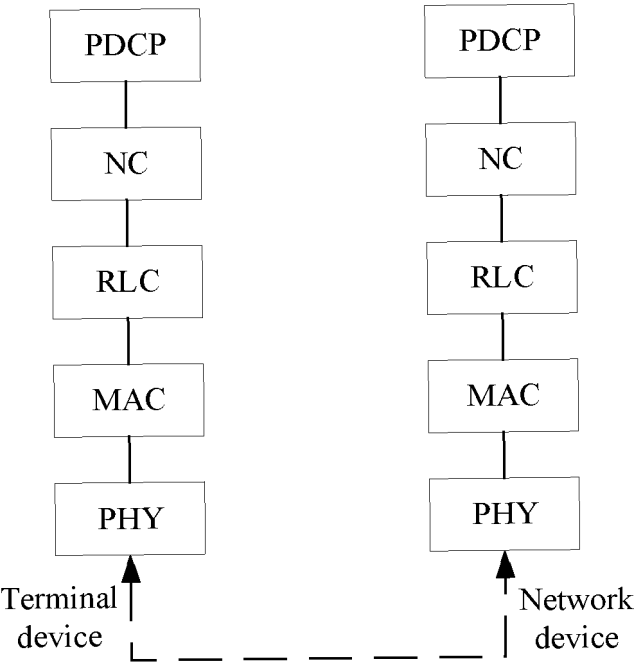 PDCP
NC
RLC
MAC
PHY
Terminal
device
PDCP
NC
RLC
MAC
PHY
Network
device